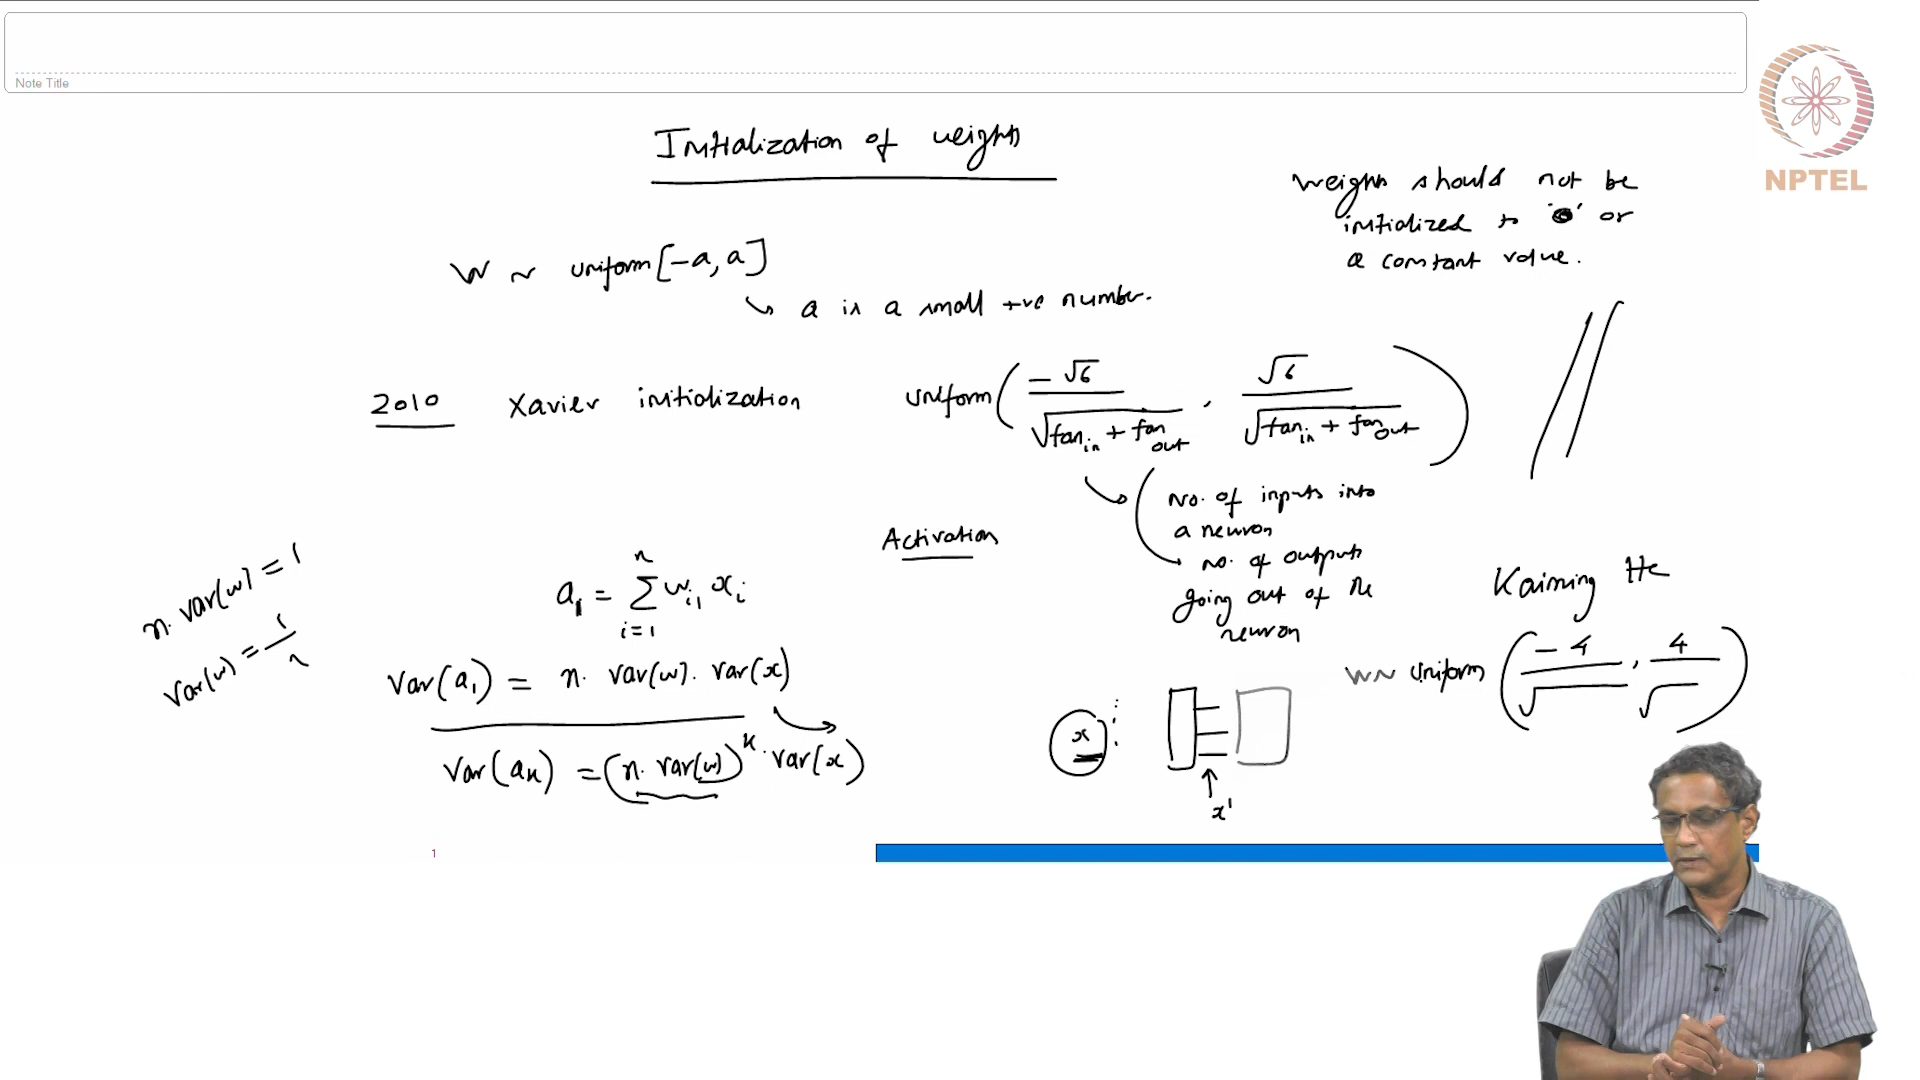 Note Title
NPTEL
Initialization of weights
weights should not be
initialized to '0' or
a constant value.
W ~ uniform[-a, a]
↳ a is a small +ve number.
2010 Xavier initialization uniform( -√6 / √(fan_in + fan_out) , √6 / √(fan_in + fan_out) )
No. of inputs into
a neuron
no. of outputs
going out of the
neuron
Activation
n. var(w) = 1
var(w) = 1/n
a_1 = Σ_{i=1}^{n} w_{i1} x_i
Var(a_1) = n. var(w). var(x)
Var(a_k) = (n. var(w))^k . var(x)
x
x'
Kaiming He
W~ Uniform ( -4/√ , 4/√ )
1